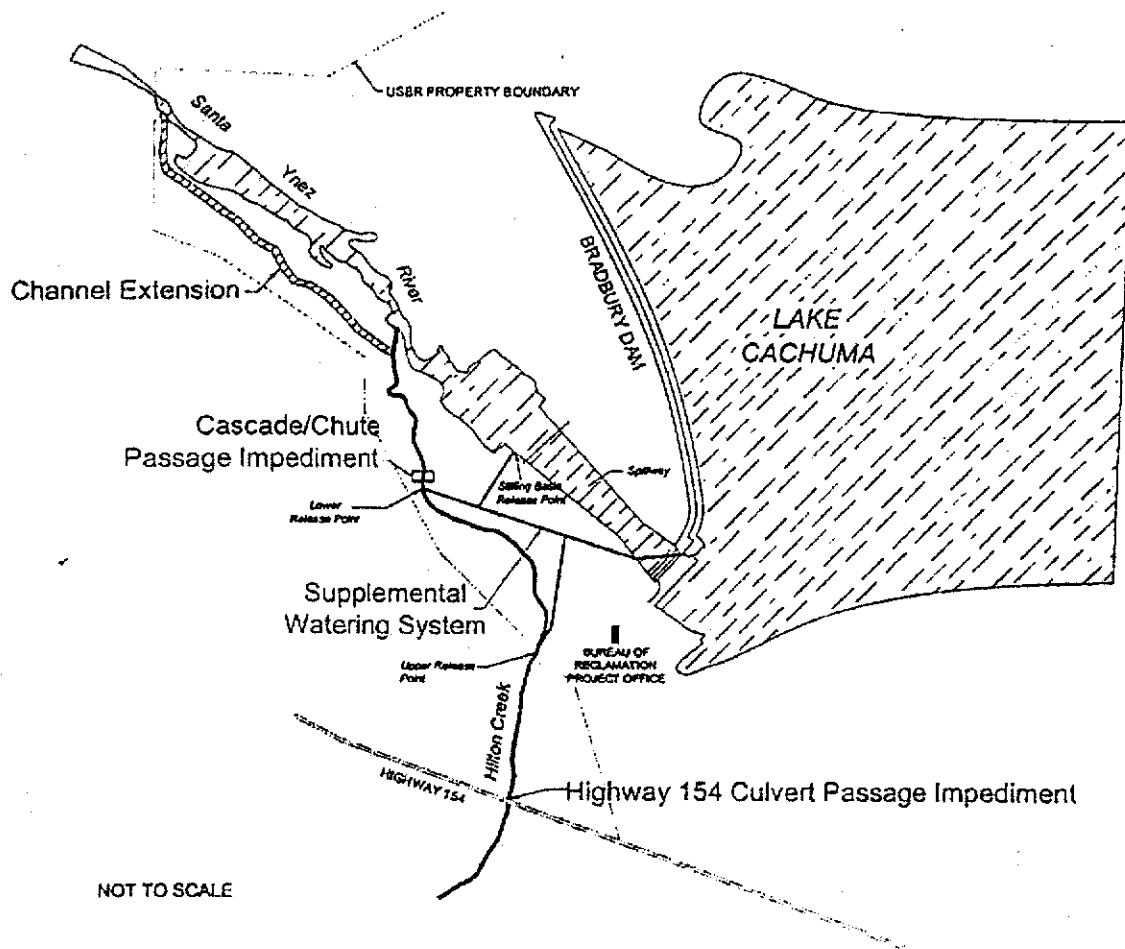 USBR PROPERTY BOUNDARY
Santa
Ynez
River
Channel Extension
BRADBURY DAM
LAKE
CACHUMA
Cascade/Chute
Passage Impediment
Stilling Basin
Release Point
Spillway
Lower
Release Point
Supplemental
Watering System
Upper Release
Point
BUREAU OF
RECLAMATION
PROJECT OFFICE
Hilton Creek
HIGHWAY 154
Highway 154 Culvert Passage Impediment
NOT TO SCALE